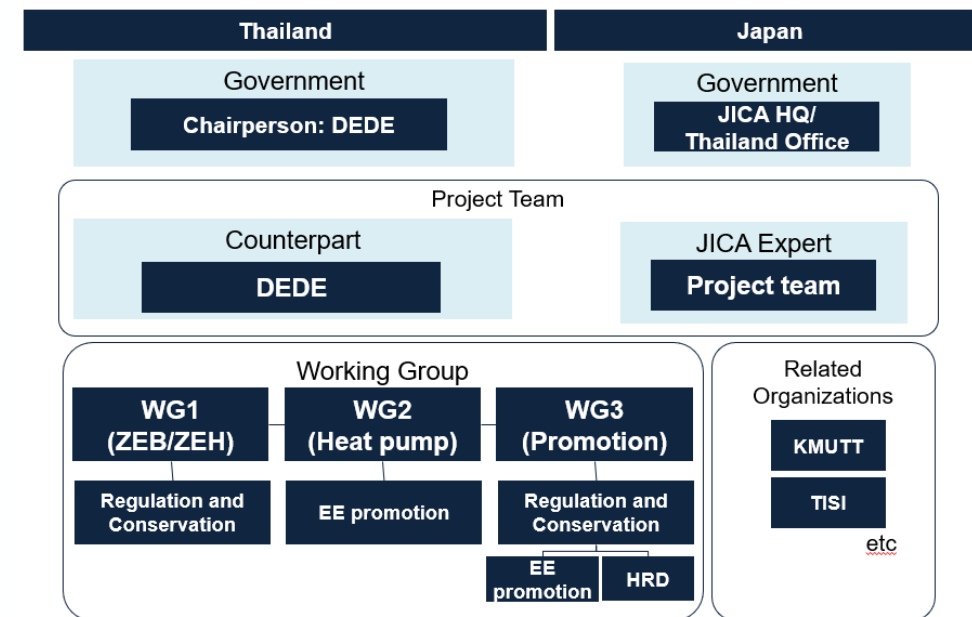 Thailand
Japan
Government
Chairperson: DEDE
Government
JICA HQ/
Thailand Office
Project Team
Counterpart
DEDE
JICA Expert
Project team
Working Group
WG1
(ZEB/ZEH)
WG2
(Heat pump)
WG3
(Promotion)
Regulation and
Conservation
EE promotion
Regulation and
Conservation
EE
promotion
HRD
Related
Organizations
KMUTT
TISI
etc